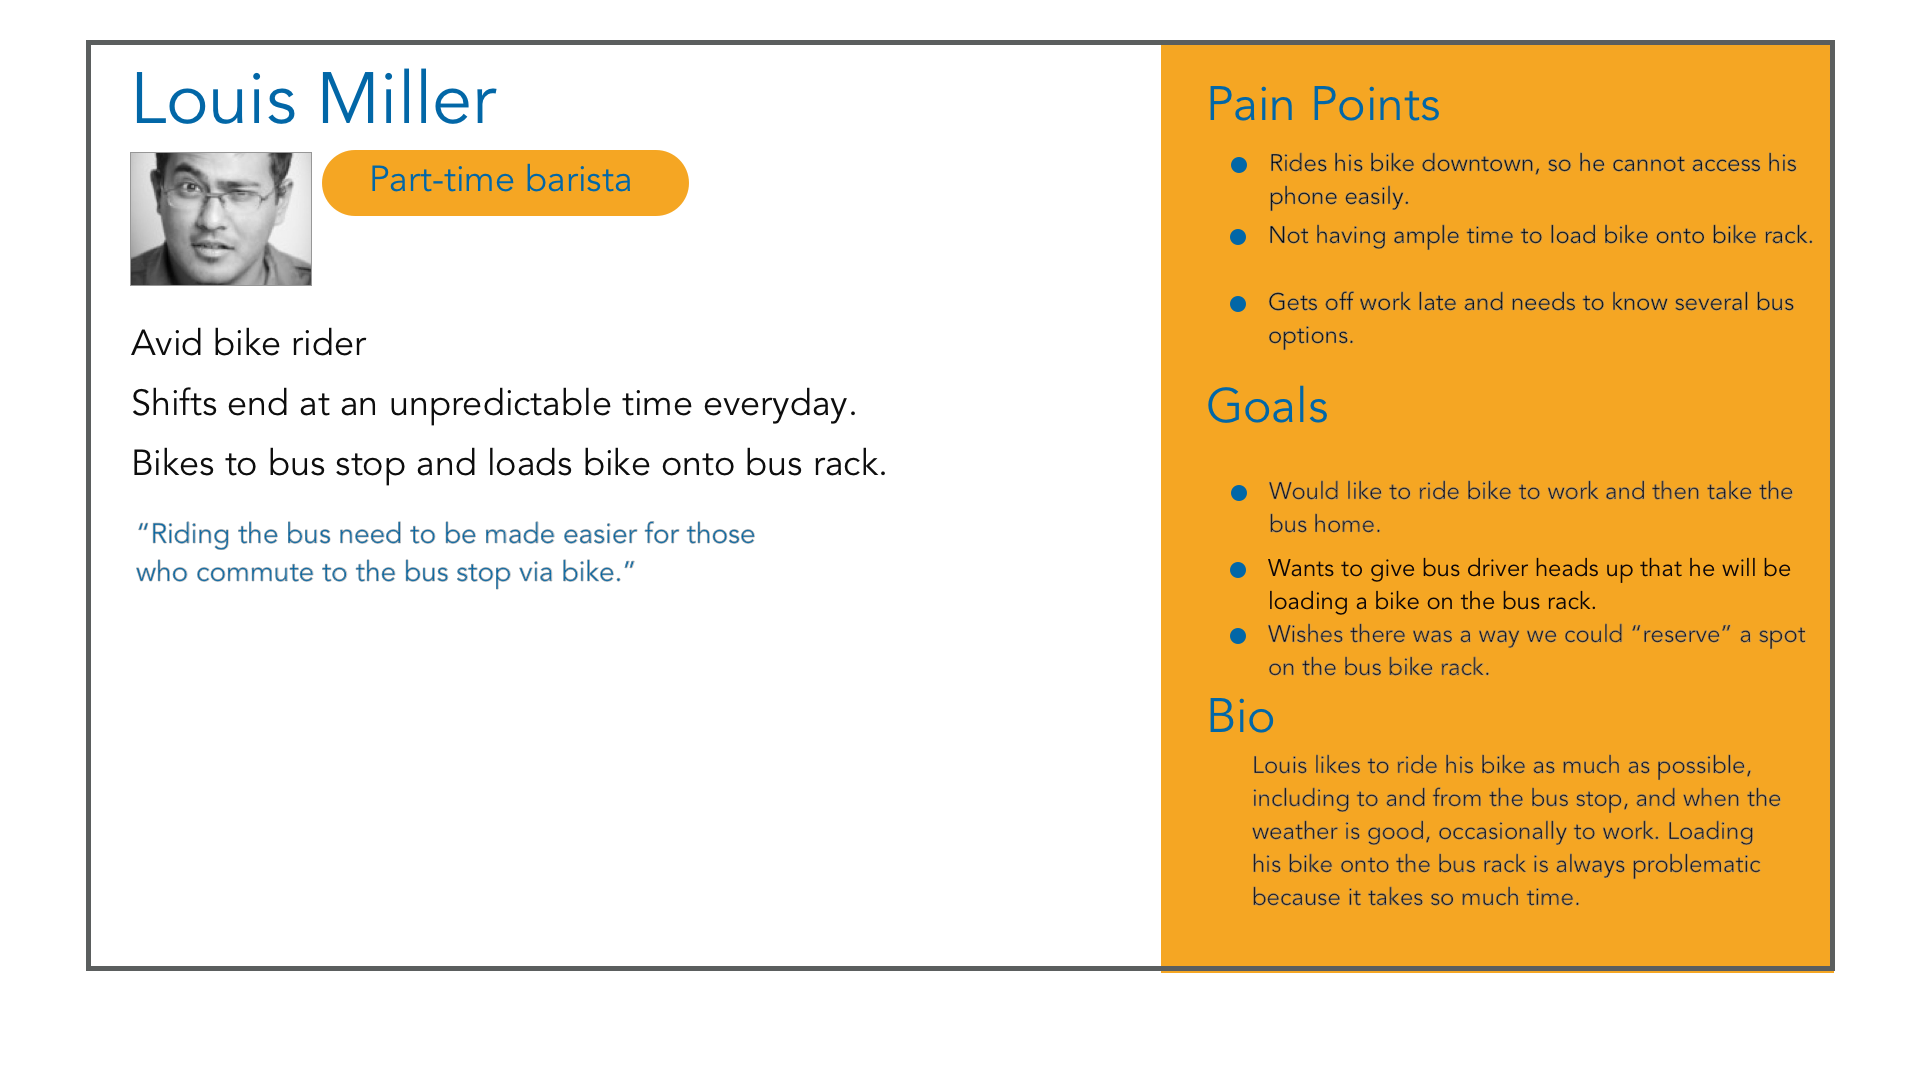 Louis Miller
Part-time barista
Avid bike rider
Shifts end at an unpredictable time everyday.
Bikes to bus stop and loads bike onto bus rack.
“Riding the bus need to be made easier for those
who commute to the bus stop via bike.”
Pain Points
● Rides his bike downtown, so he cannot access his
phone easily.
● Not having ample time to load bike onto bike rack.
● Gets off work late and needs to know several bus
options.
Goals
● Would like to ride bike to work and then take the
bus home.
● Wants to give bus driver heads up that he will be
loading a bike on the bus rack.
● Wishes there was a way we could “reserve” a spot
on the bus bike rack.
Bio
Louis likes to ride his bike as much as possible,
including to and from the bus stop, and when the
weather is good, occasionally to work. Loading
his bike onto the bus rack is always problematic
because it takes so much time.